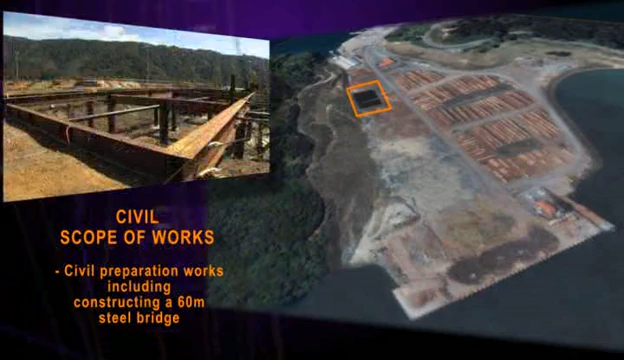 CIVIL
SCOPE OF WORKS
- Civil preparation works
including
constructing a 60m
steel bridge